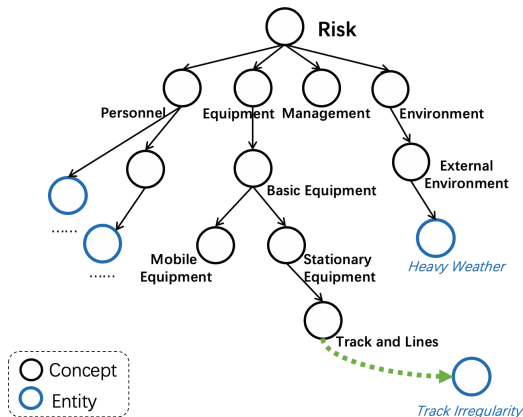 Risk
Personnel
Equipment
Management
Environment
Basic Equipment
External
Environment
......
......
Mobile
Equipment
Stationary
Equipment
Heavy Weather
Track and Lines
Concept
Entity
Track Irregularity